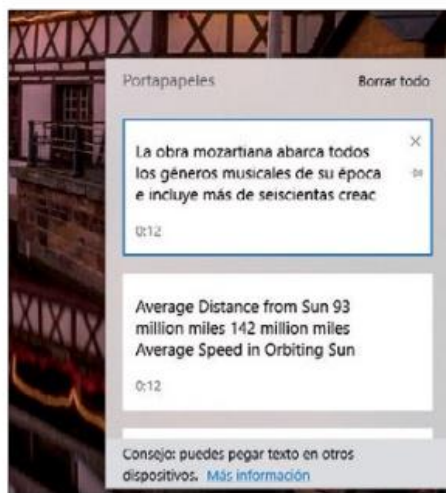 Portapapeles Borrar todo
La obra mozartiana abarca todos
los géneros musicales de su época
e incluye más de seiscientas creac
0:12
Average Distance from Sun 93
million miles 142 million miles
Average Speed in Orbiting Sun
0:12
Consejo: puedes pegar texto en otros
dispositivos. Más información